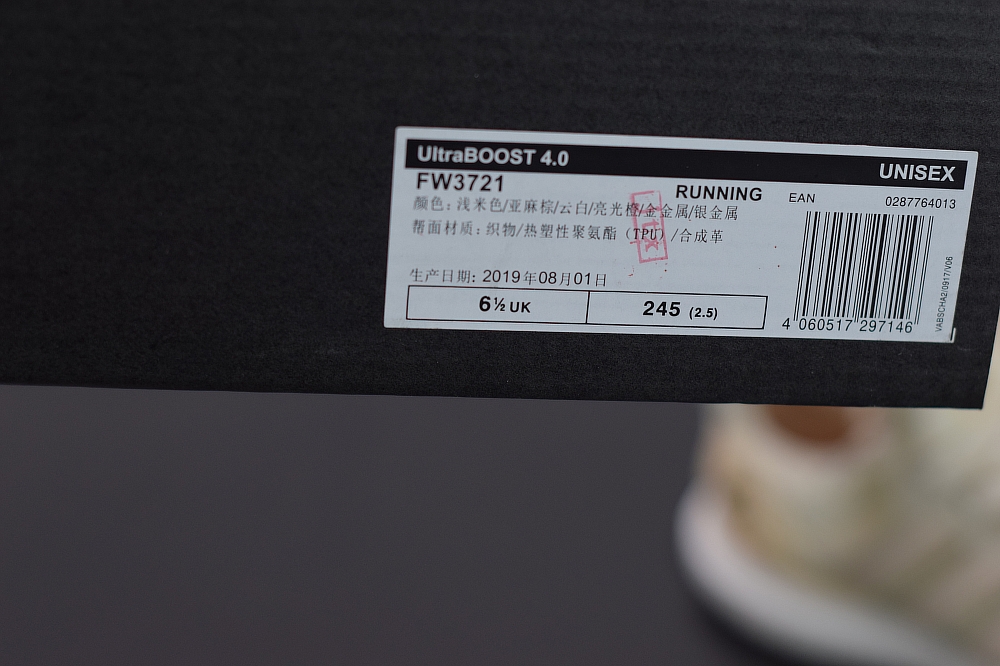 UltraBOOST 4.0
UNISEX
FW3721
RUNNING
EAN
0287764013
颜色: 浅米色/亚麻棕/云白/亮光橙/金金属/银金属
帮面材质: 织物/热塑性聚氨酯 (TPU) /合成革
生产日期: 2019年08月01日
6½ UK
245 (2.5)
4 060517 297146
VABSCHA2/0917/V06